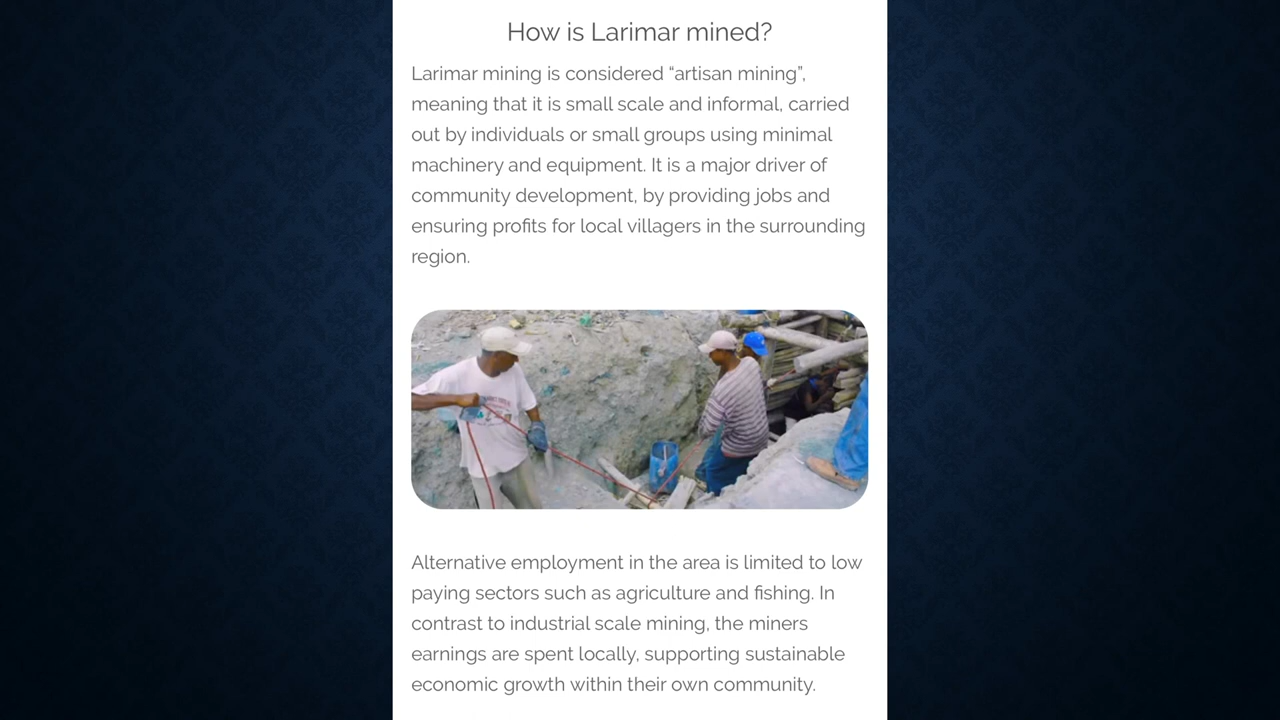 How is Larimar mined?
Larimar mining is considered “artisan mining”,
meaning that it is small scale and informal, carried
out by individuals or small groups using minimal
machinery and equipment. It is a major driver of
community development, by providing jobs and
ensuring profits for local villagers in the surrounding
region.
Alternative employment in the area is limited to low
paying sectors such as agriculture and fishing. In
contrast to industrial scale mining, the miners
earnings are spent locally, supporting sustainable
economic growth within their own community.